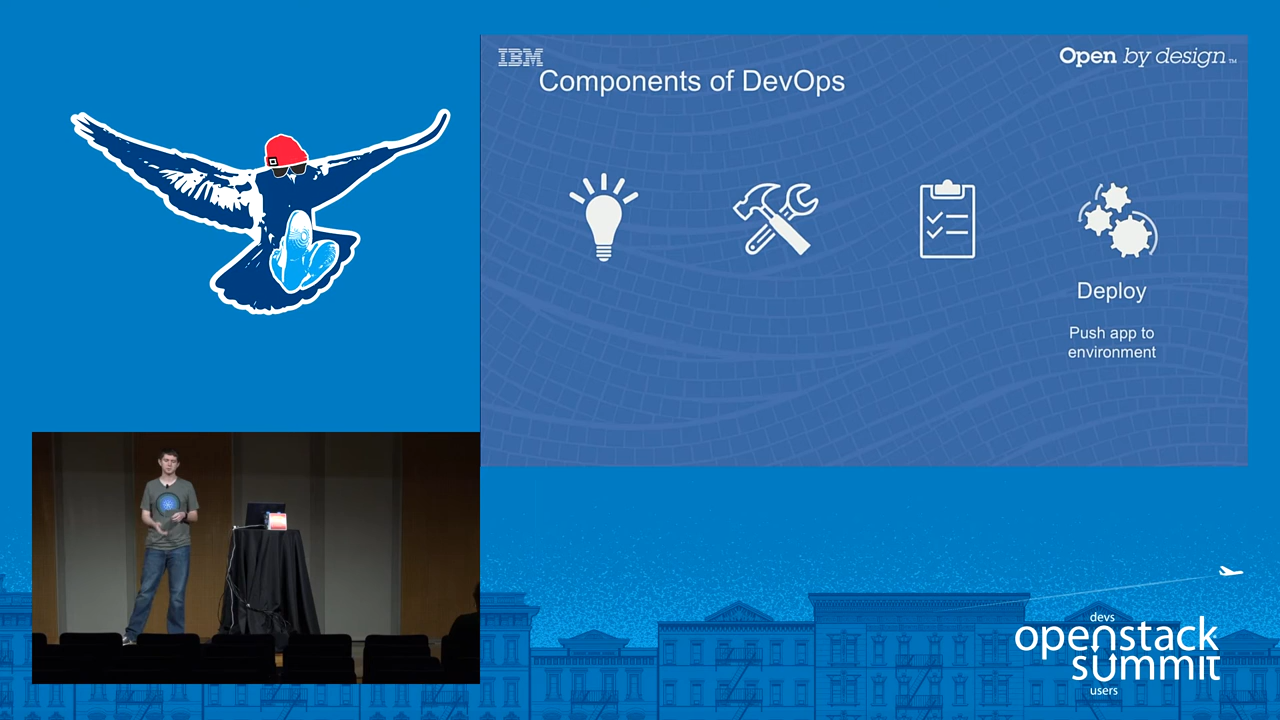 IBM
Open by design™
Components of DevOps
Deploy
Push app to
environment
devs
openstack
summit
users